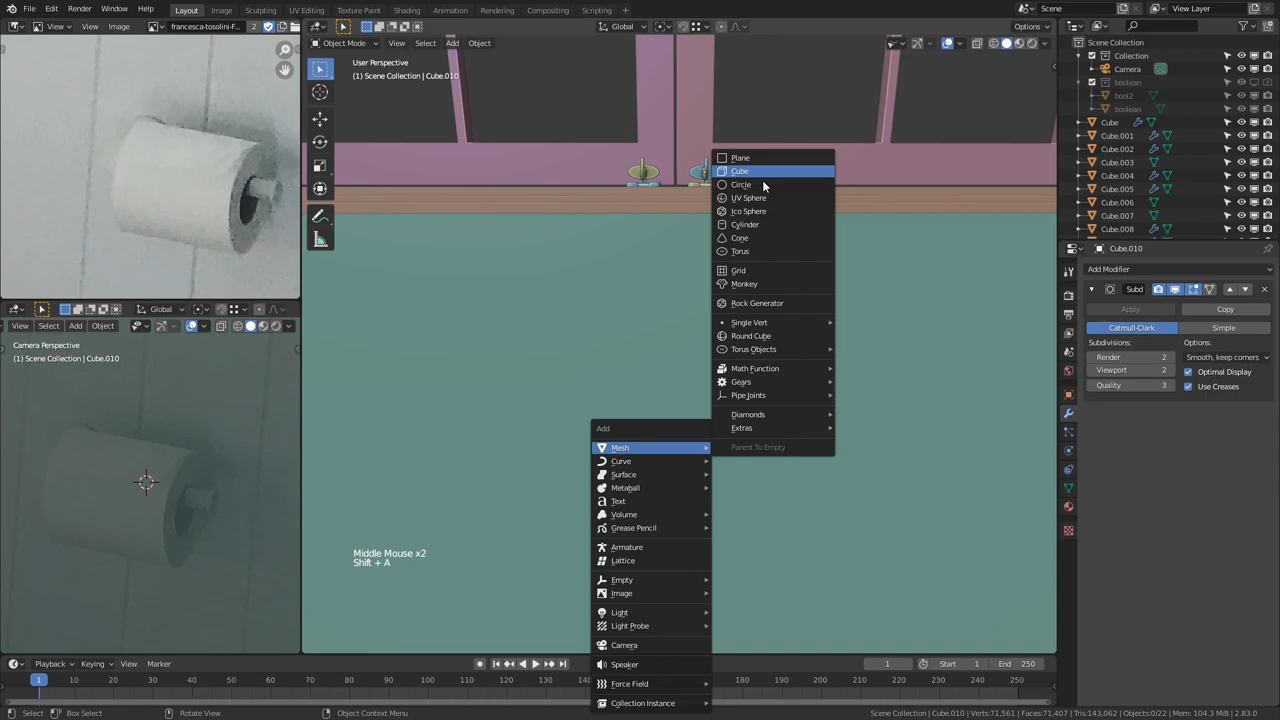 File Edit Render Window Help Layout Image Sculpting UV Editing UV Paint Texture Paint Shading Animation Rendering Compositing Scripting + Scene View Layer
View View Image francesca-tosolini-F... 2 Global Options
Object Mode View Select Add Object
User Perspective
(1) Scene Collection | Cube.010
Scene Collection
Collection
Camera
boolean
bool2
boolean
Cube
Cube.001
Cube.002
Cube.003
Cube.004
Cube.005
Cube.006
Cube.007
Cube.008
Plane
Cube
Circle
UV Sphere
Ico Sphere
Cylinder
Cone
Torus
Grid
Monkey
Rock Generator
Single Vert
Round Cube
Torus Objects
Math Function
Gears
Pipe Joints
Diamonds
Extras
Parent To Empty
Add
Mesh
Curve
Surface
Metaball
Text
Volume
Grease Pencil
Armature
Lattice
Empty
Image
Light
Light Probe
Camera
Speaker
Force Field
Collection Instance
Global
View Select Add Object
Camera Perspective
(1) Scene Collection | Cube.010
Middle Mouse x2
Shift + A
Cube.010
Add Modifier
Subd
Apply Copy
Catmull-Clark Simple
Subdivisions: Options:
Render 2 Smooth, keep corners
Viewport 2 Optimal Display
Quality 3 Use Creases
Playback Keying View Marker 1 Start 1 End 250
1 10 20 30 40 50 60 70 80 90 100 110 120 130 140 150 180 190 200 210 220 230 240 250
Select Box Select Rotate View Object Context Menu Scene Collection | Cube.010 | Verts:71,561 | Faces:71,407 | Tris:143,062 | Objects:0/22 | Mem: 104.3 MiB | 2.83.0